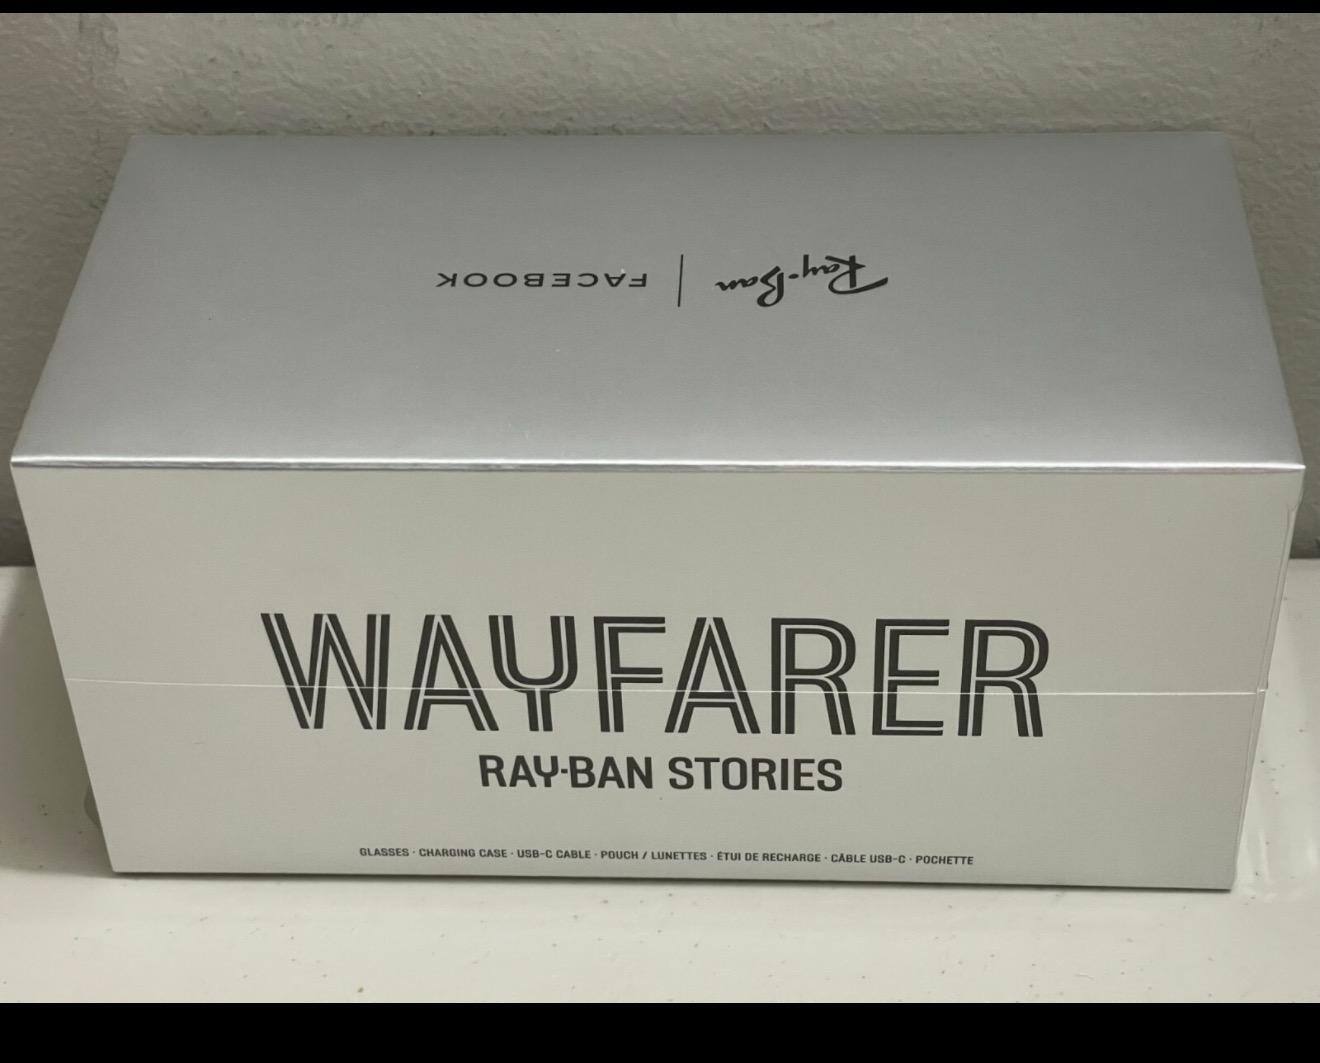 Ray-Ban | FACEBOOK
WAYFARER
RAY-BAN STORIES
GLASSES · CHARGING CASE · USB-C CABLE · POUCH / LUNETTES · ÉTUI DE RECHARGE · CÂBLE USB-C · POCHETTE